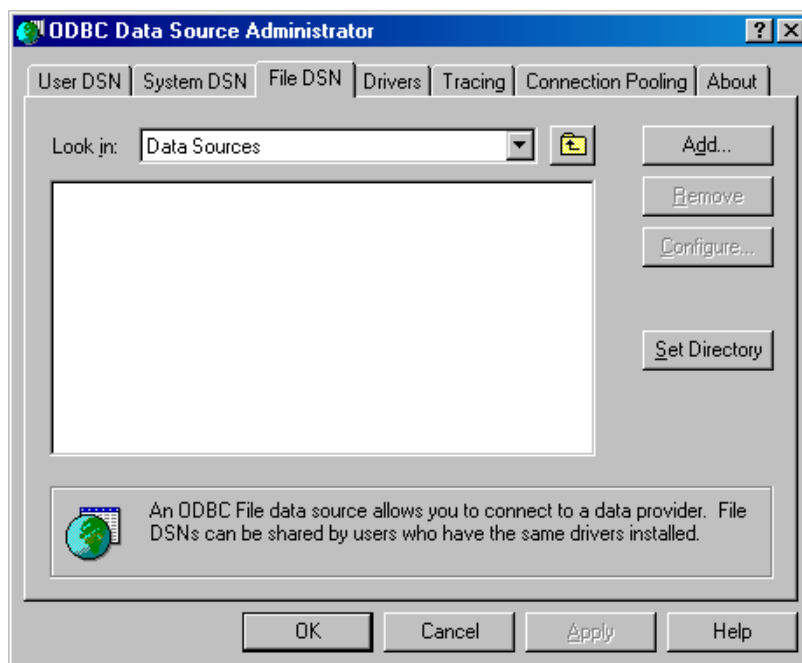 ODBC Data Source Administrator
User DSN System DSN File DSN Drivers Tracing Connection Pooling About
Look in: Data Sources Add...
Remove
Configure...
Set Directory
An ODBC File data source allows you to connect to a data provider. File
DSNs can be shared by users who have the same drivers installed.
OK Cancel Apply Help